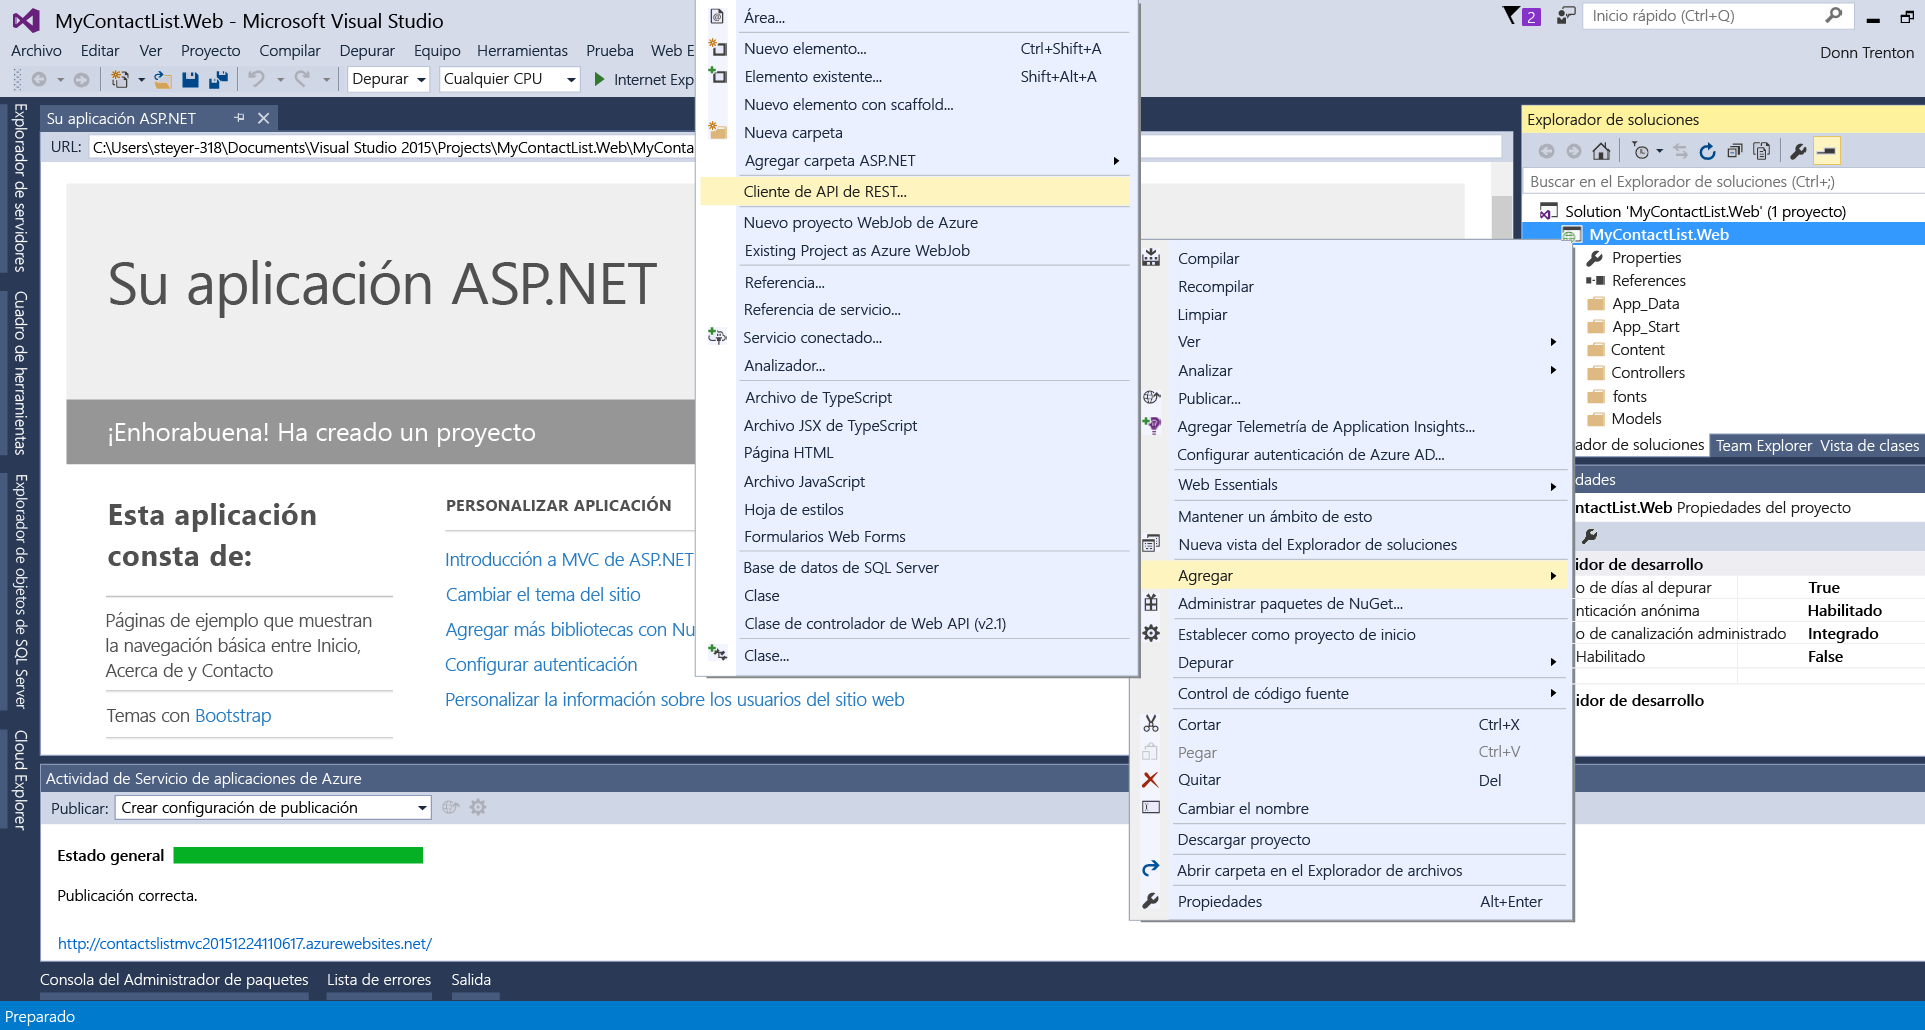 MyContactList.Web - Microsoft Visual Studio
2
Inicio rápido (Ctrl+Q)
Archivo Editar Ver Proyecto Compilar Depurar Equipo Herramientas Prueba Web E
Donn Trenton
Depurar
Cualquier CPU
Internet Exp
Su aplicación ASP.NET
URL: C:\Users\steyer-318\Documents\Visual Studio 2015\Projects\MyContactList.Web\MyConta
Explorador de servidores
Cuadro de herramientas
Explorador de objetos de SQL Server
Cloud Explorer
Su aplicación ASP.NET
¡Enhorabuena! Ha creado un proyecto
Esta aplicación
consta de:
Páginas de ejemplo que muestran
la navegación básica entre Inicio,
Acerca de y Contacto
Temas con Bootstrap
PERSONALIZAR APLICACIÓN
Introducción a MVC de ASP.NET
Cambiar el tema del sitio
Agregar más bibliotecas con Nu
Configurar autenticación
Personalizar la información sobre los usuarios del sitio web
Área...
Nuevo elemento... Ctrl+Shift+A
Elemento existente... Shift+Alt+A
Nuevo elemento con scaffold...
Nueva carpeta
Agregar carpeta ASP.NET
Cliente de API de REST...
Nuevo proyecto WebJob de Azure
Existing Project as Azure WebJob
Referencia...
Referencia de servicio...
Servicio conectado...
Analizador...
Archivo de TypeScript
Archivo JSX de TypeScript
Página HTML
Archivo JavaScript
Hoja de estilos
Formularios Web Forms
Base de datos de SQL Server
Clase
Clase de controlador de Web API (v2.1)
Clase...
Compilar
Recompilar
Limpiar
Ver
Analizar
Publicar...
Agregar Telemetría de Application Insights...
Configurar autenticación de Azure AD...
Web Essentials
Mantener un ámbito de esto
Nueva vista del Explorador de soluciones
Agregar
Administrar paquetes de NuGet...
Establecer como proyecto de inicio
Depurar
Control de código fuente
Cortar Ctrl+X
Pegar Ctrl+V
Quitar Del
Cambiar el nombre
Descargar proyecto
Abrir carpeta en el Explorador de archivos
Propiedades Alt+Enter
Explorador de soluciones
Buscar en el Explorador de soluciones (Ctrl+;)
Solution 'MyContactList.Web' (1 proyecto)
MyContactList.Web
Properties
References
App_Data
App_Start
Content
Controllers
fonts
Models
ador de soluciones Team Explorer Vista de clases
dades
ntactList.Web Propiedades del proyecto
idor de desarrollo
o de días al depurar True
nticación anónima Habilitado
o de canalización administrado Integrado
Habilitado False
idor de desarrollo
Actividad de Servicio de aplicaciones de Azure
Publicar: Crear configuración de publicación
Estado general
Publicación correcta.
http://contactslistmvc20151224110617.azurewebsites.net/
Consola del Administrador de paquetes Lista de errores Salida
Preparado